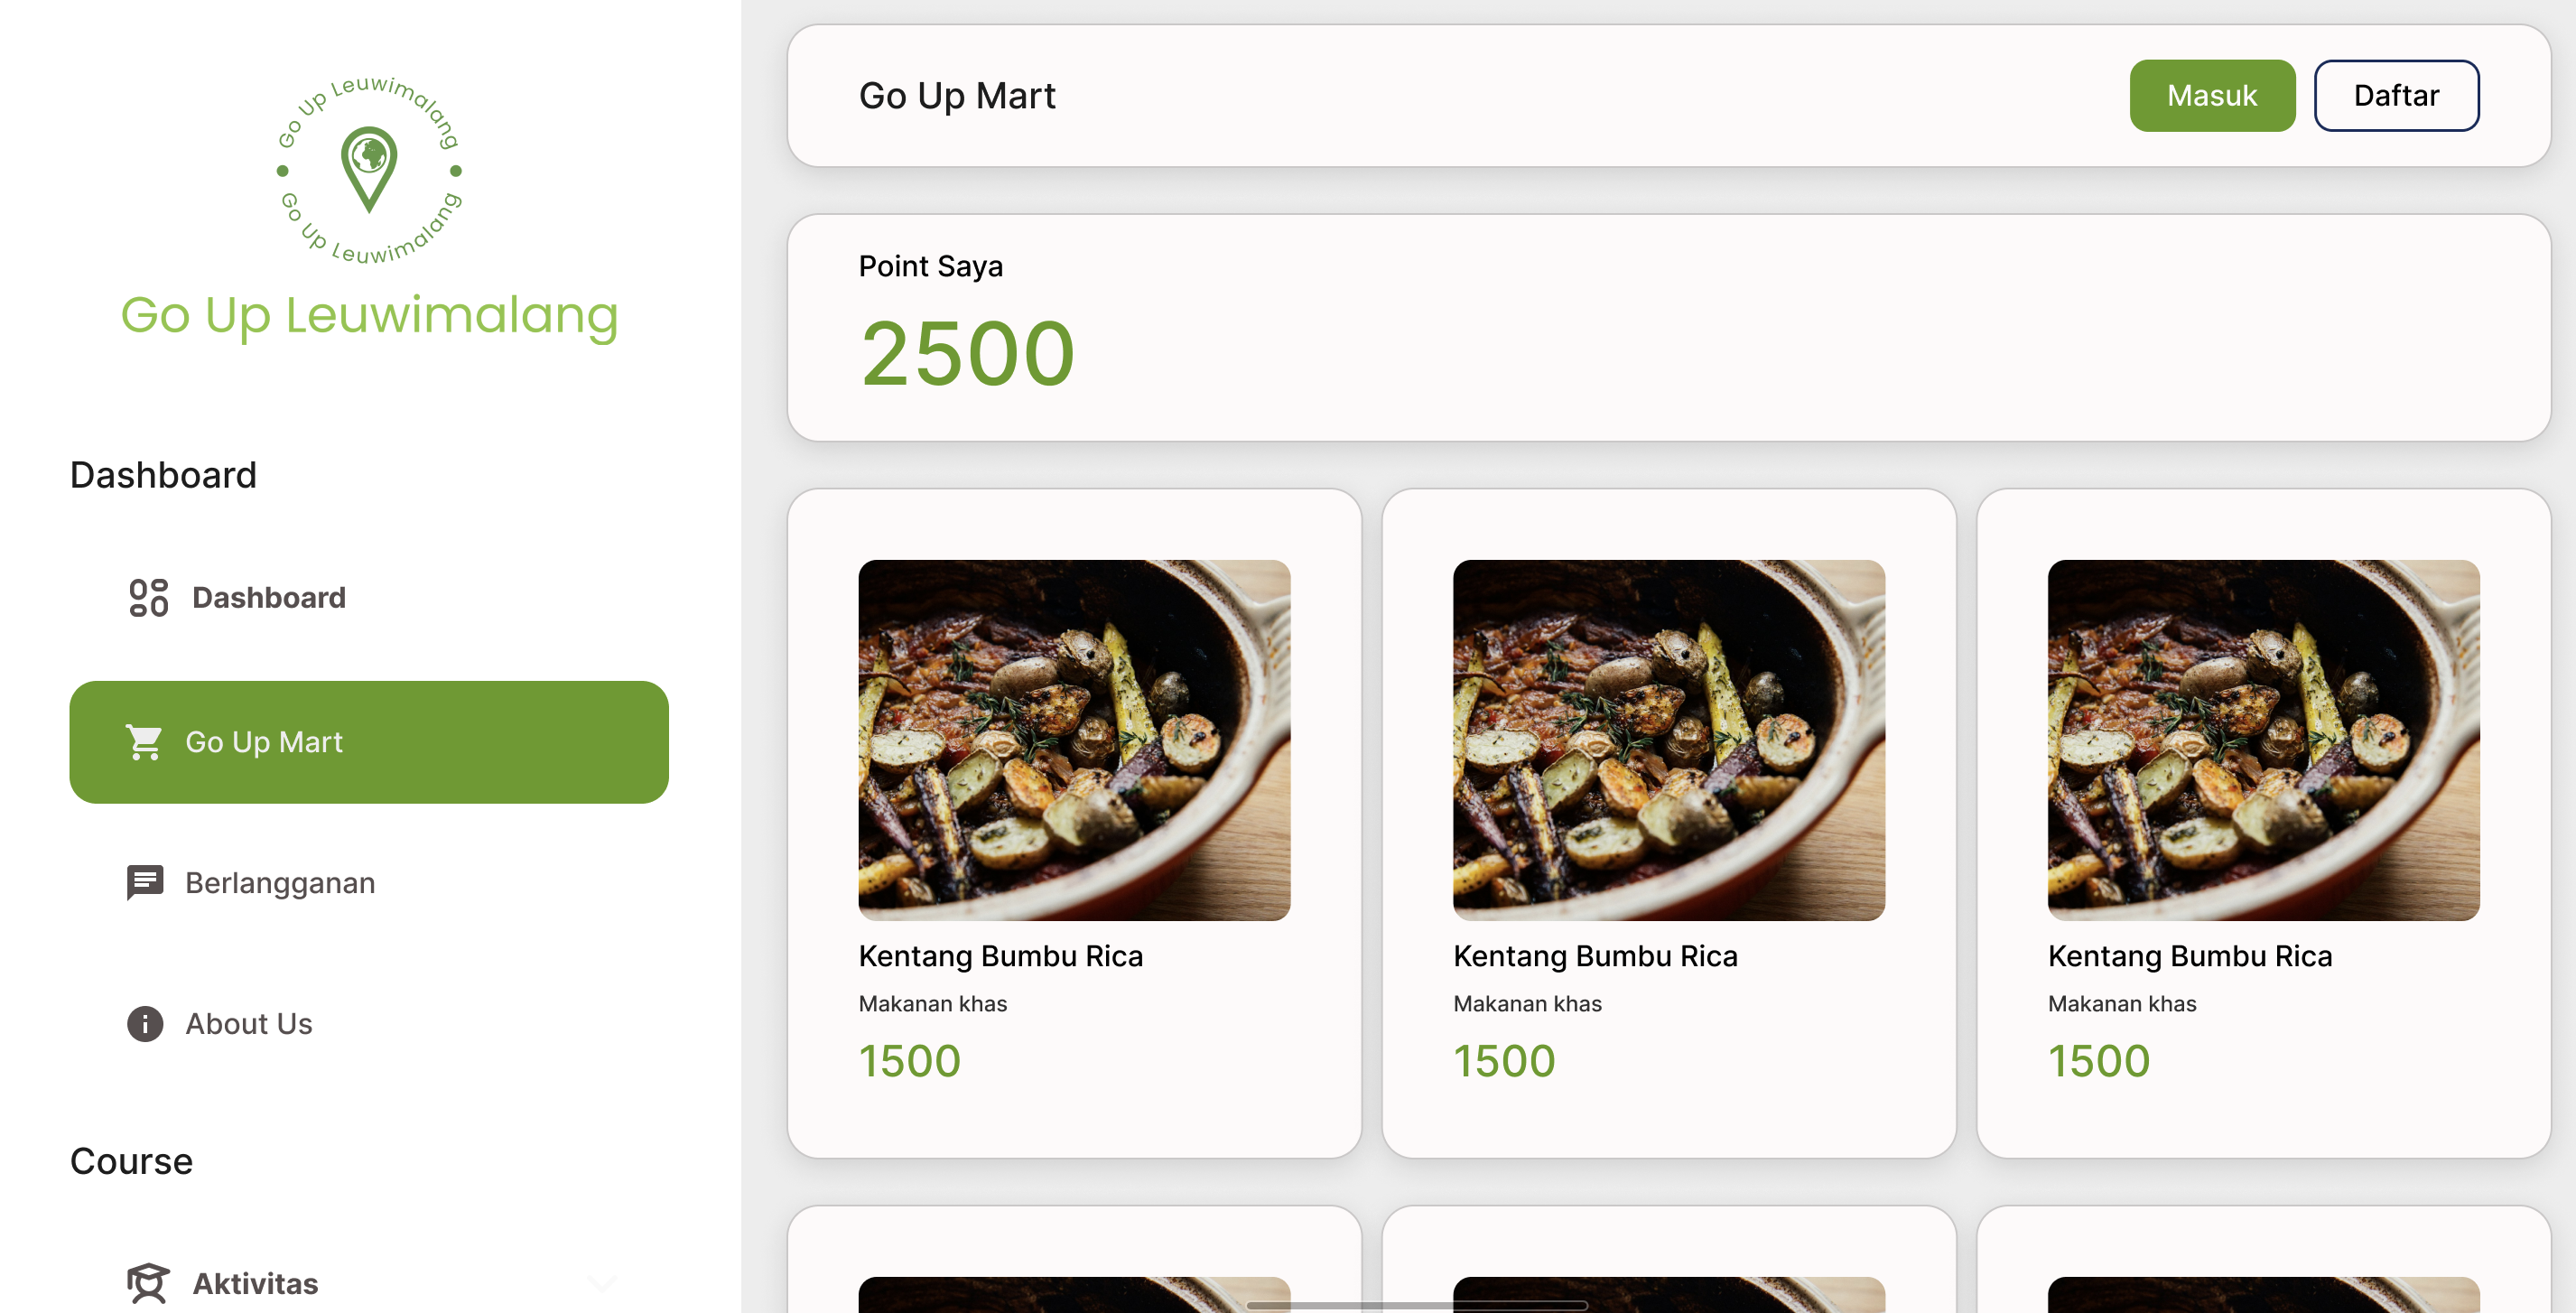 Go Up Leuwimalang
Go Up Leuwimalang
Go Up Leuwimalang
Dashboard
Dashboard
Go Up Mart
Berlangganan
About Us
Course
Aktivitas
Go Up Mart
Masuk
Daftar
Point Saya
2500
Kentang Bumbu Rica
Makanan khas
1500
Kentang Bumbu Rica
Makanan khas
1500
Kentang Bumbu Rica
Makanan khas
1500